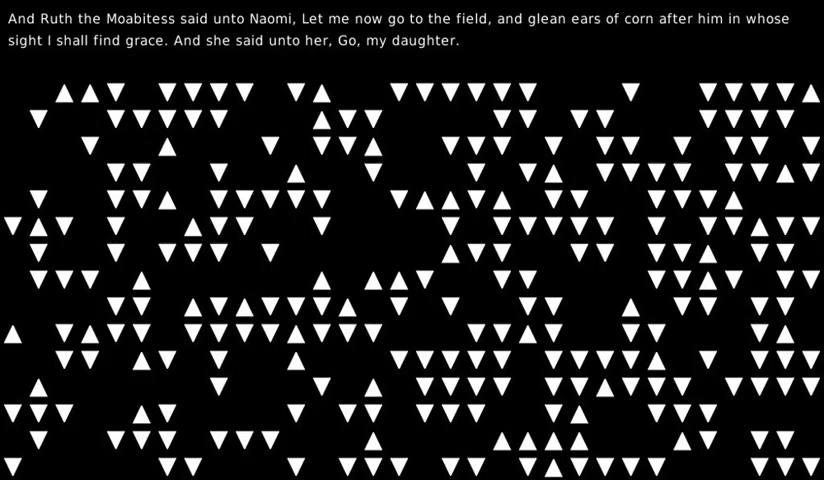 And Ruth the Moabitess said unto Naomi, Let me now go to the field, and glean ears of corn after him in whose
sight I shall find grace. And she said unto her, Go, my daughter.